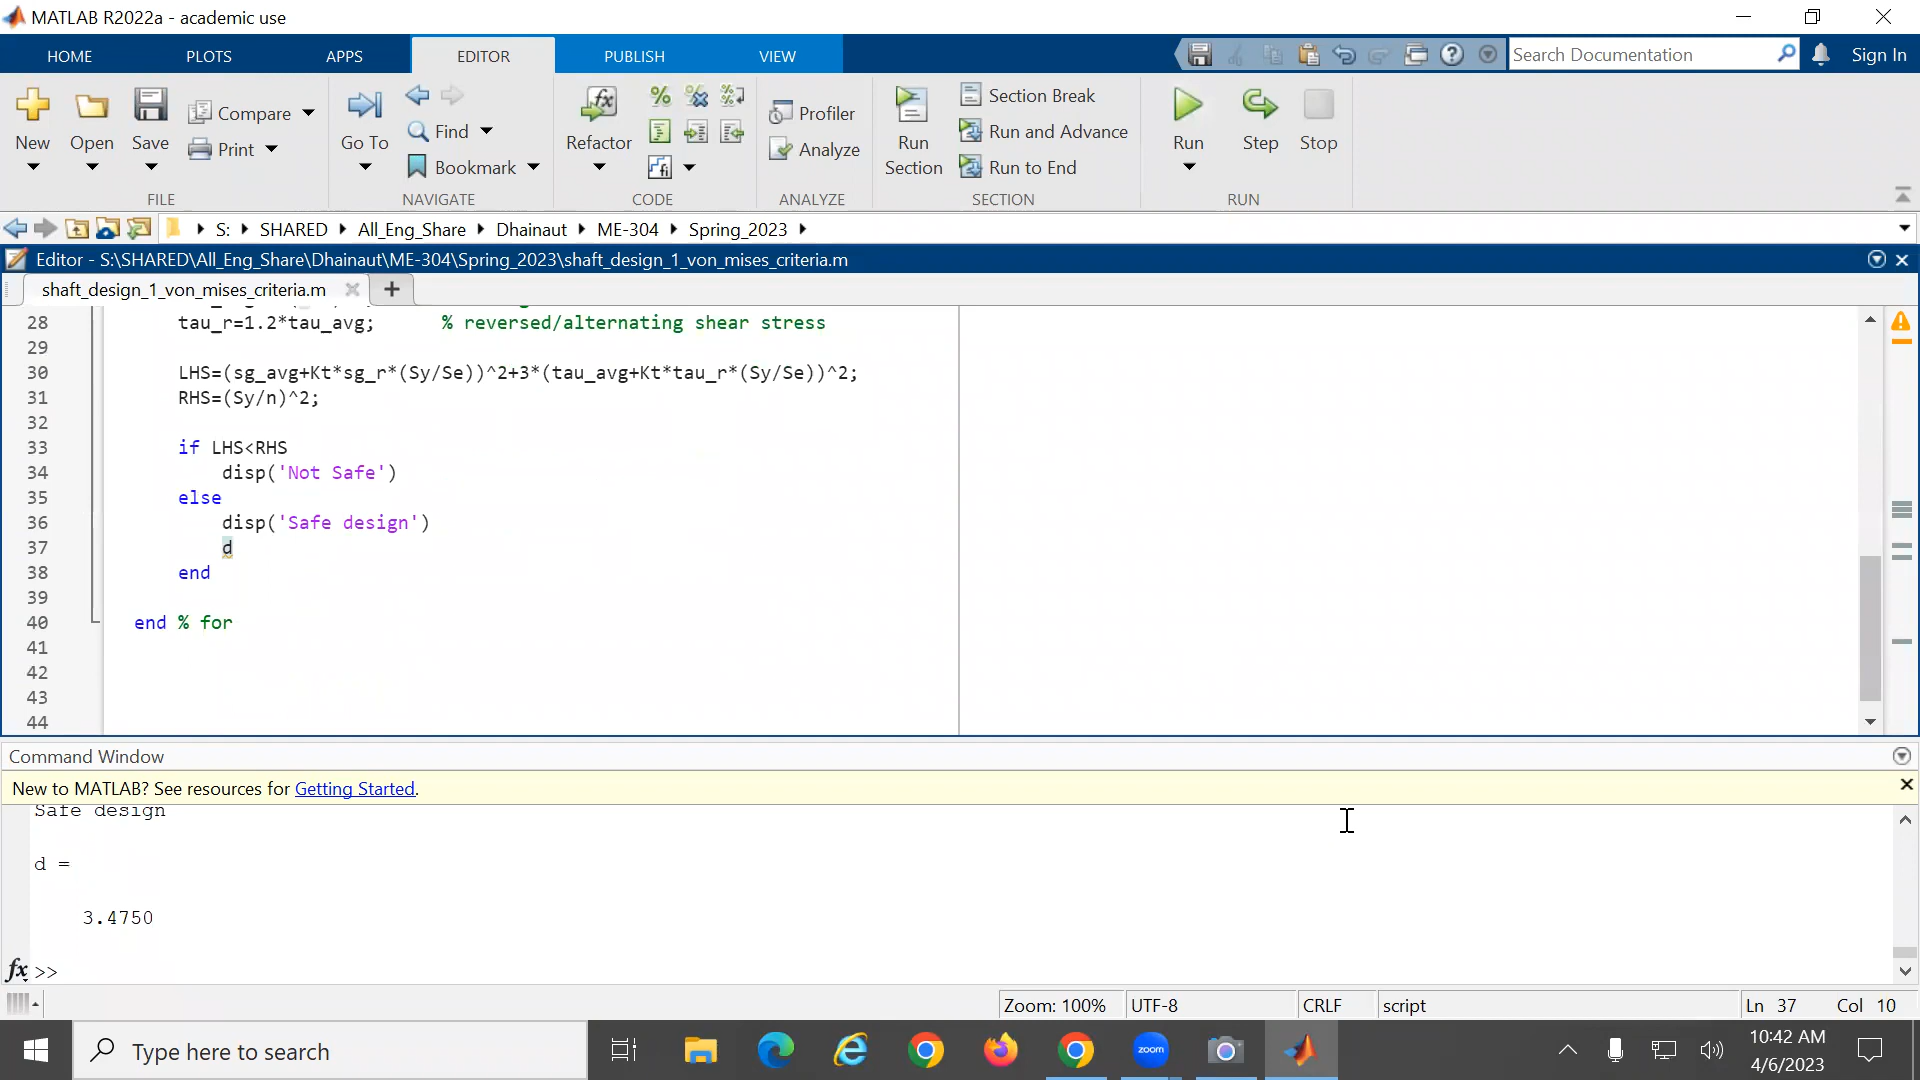 MATLAB R2022a - academic use
HOME PLOTS APPS EDITOR PUBLISH VIEW Search Documentation Sign In
New Open Save Compare Print
FILE
Go To Find Bookmark
NAVIGATE
Refactor
CODE
Profiler Analyze
ANALYZE
Run Section Section Break Run and Advance Run to End
SECTION
Run Step Stop
RUN
S: SHARED All_Eng_Share Dhainaut ME-304 Spring_2023
Editor - S:\SHARED\All_Eng_Share\Dhainaut\ME-304\Spring_2023\shaft_design_1_von_mises_criteria.m
shaft_design_1_von_mises_criteria.m
28 tau_r=1.2*tau_avg; % reversed/alternating shear stress
29
30 LHS=(sg_avg+Kt*sg_r*(Sy/Se))^2+3*(tau_avg+Kt*tau_r*(Sy/Se))^2;
31 RHS=(Sy/n)^2;
32
33 if LHS<RHS
34 disp('Not Safe')
35 else
36 disp('Safe design')
37 d
38 end
39
40 end % for
41
42
43
44
Command Window
New to MATLAB? See resources for Getting Started.
Safe design
d =
3.4750
fx >>
Zoom: 100% UTF-8 CRLF script Ln 37 Col 10
Type here to search zoom 10:42 AM
4/6/2023